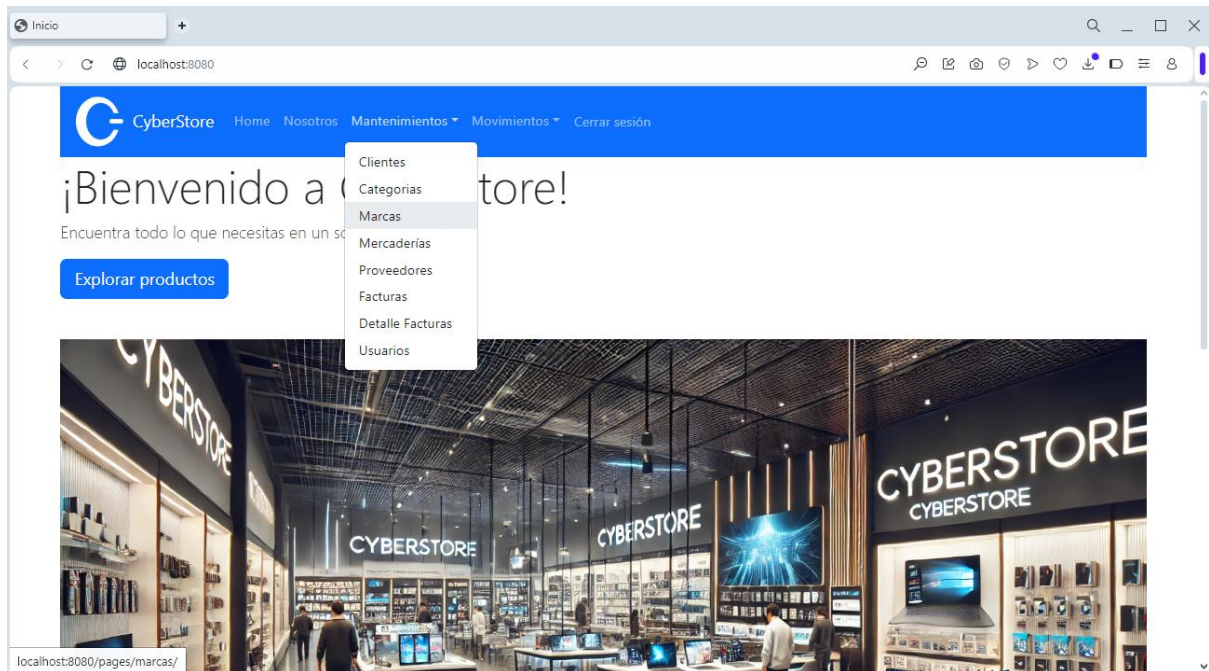 Inicio
localhost:8080
CyberStore Home Nosotros Mantenimientos Movimientos Cerrar sesión
Clientes
Categorias
Marcas
Mercaderías
Proveedores
Facturas
Detalle Facturas
Usuarios
¡Bienvenido a C tore!
Encuentra todo lo que necesitas en un
Explorar productos
CYBERSTORE
CYBERSTORE
CYBERSTORE
CYBERSTORE
CYBERSTORE
localhost:8080/pages/marcas/